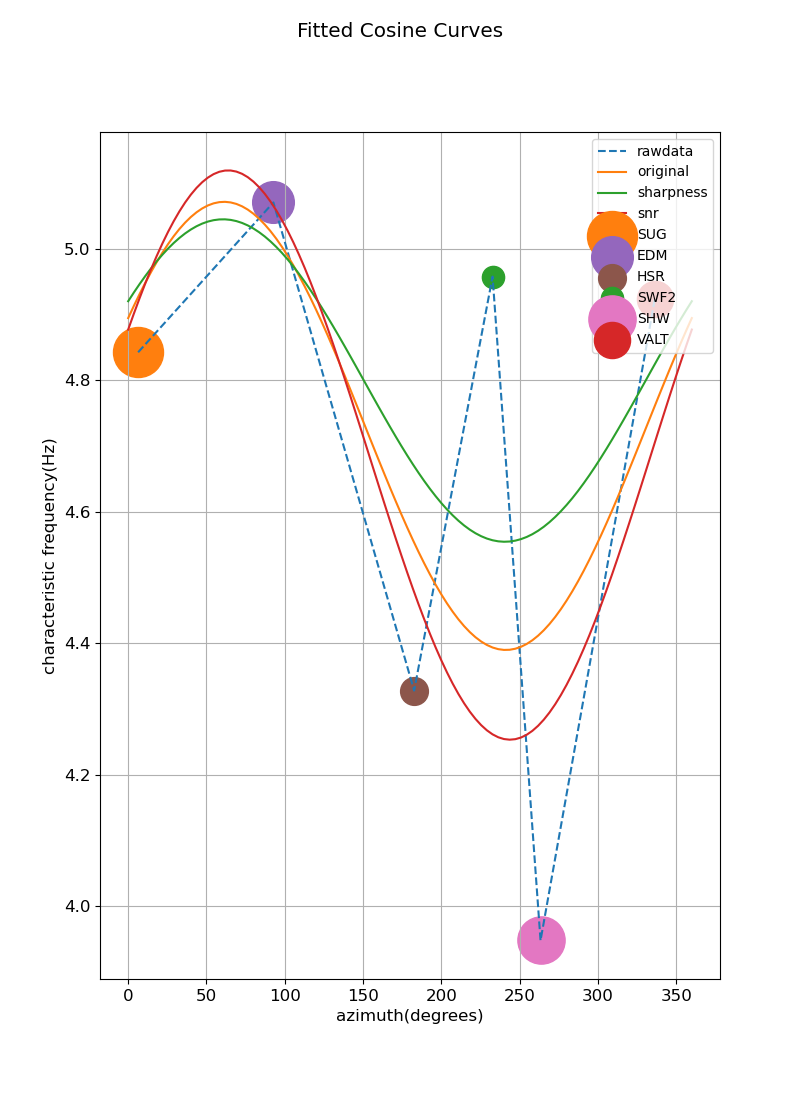 Fitted Cosine Curves
rawdata
original
sharpness
snr
SUG
EDM
HSR
SWF2
SHW
VALT
characteristic frequency(Hz)
5.0
4.8
4.6
4.4
4.2
4.0
0 50 100 150 200 250 300 350
azimuth(degrees)